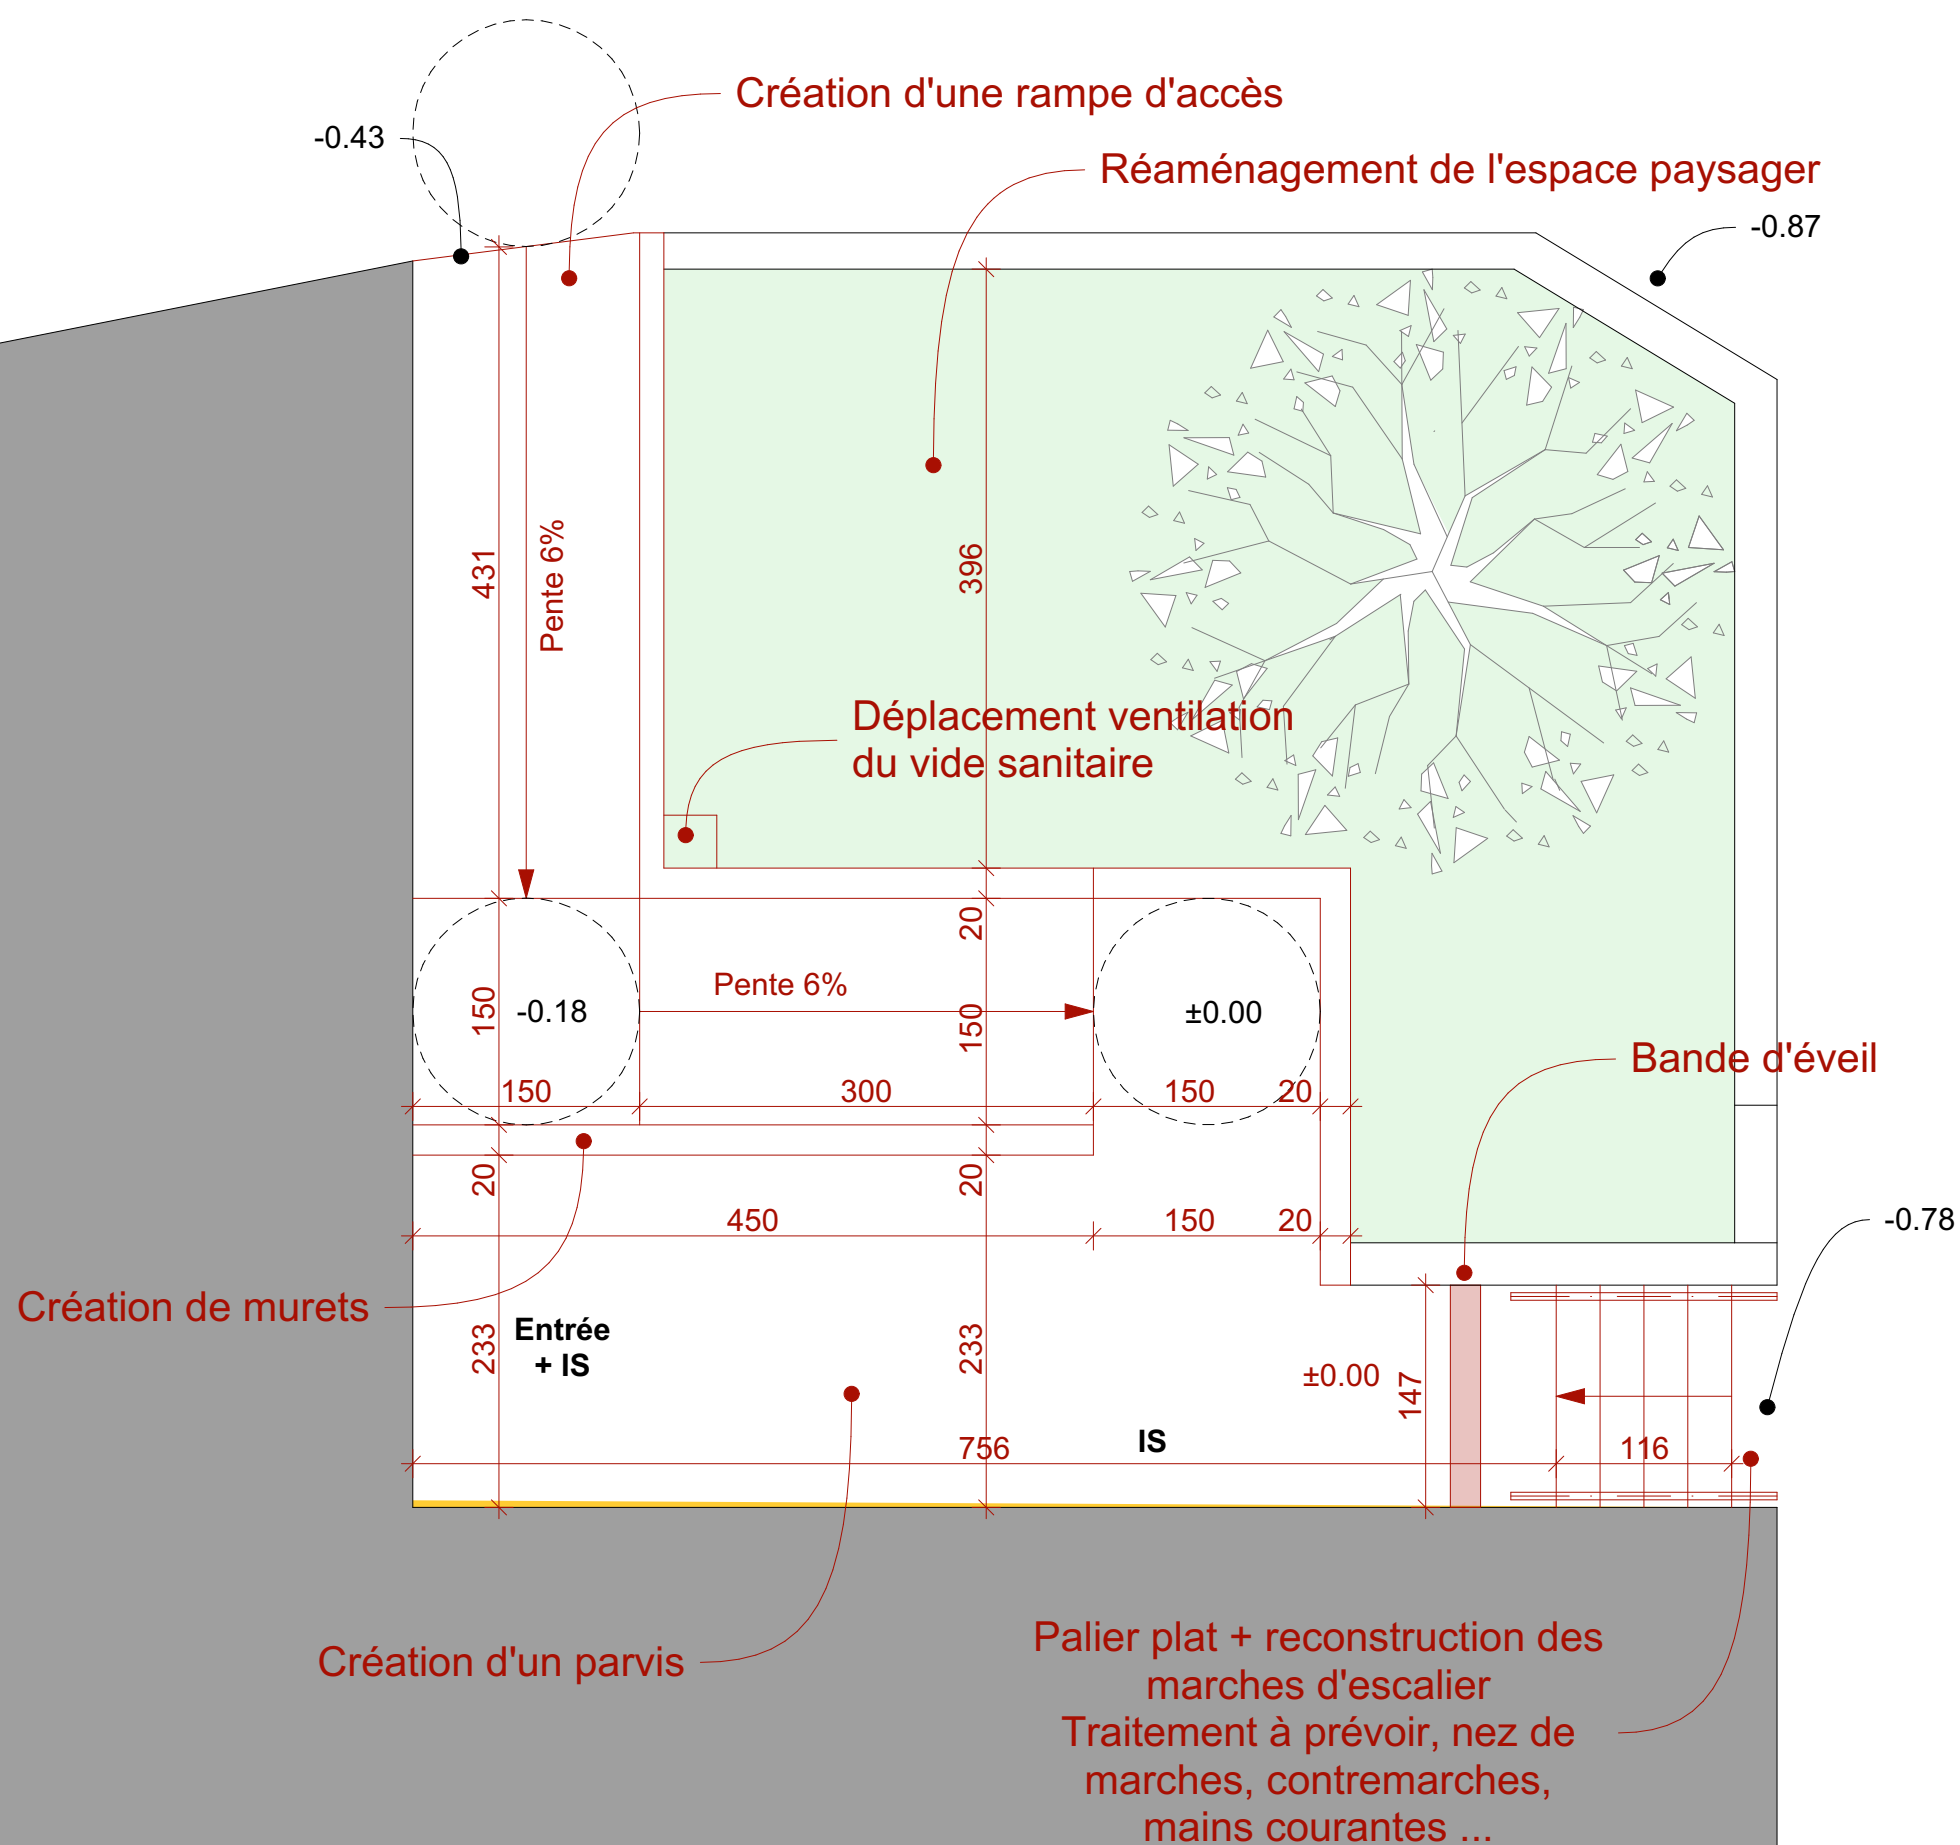 Création d'une rampe d'accès
-0.43
Réaménagement de l'espace paysager
-0.87
431
Pente 6%
396
Déplacement ventilation
du vide sanitaire
20
150
-0.18
Pente 6%
150
±0.00
Bande d'éveil
150
300
150
20
20
20
450
150
20
-0.78
Création de murets
233
Entrée
+ IS
233
±0.00
147
756
IS
116
Création d'un parvis
Palier plat + reconstruction des
marches d'escalier
Traitement à prévoir, nez de
marches, contremarches,
mains courantes ...